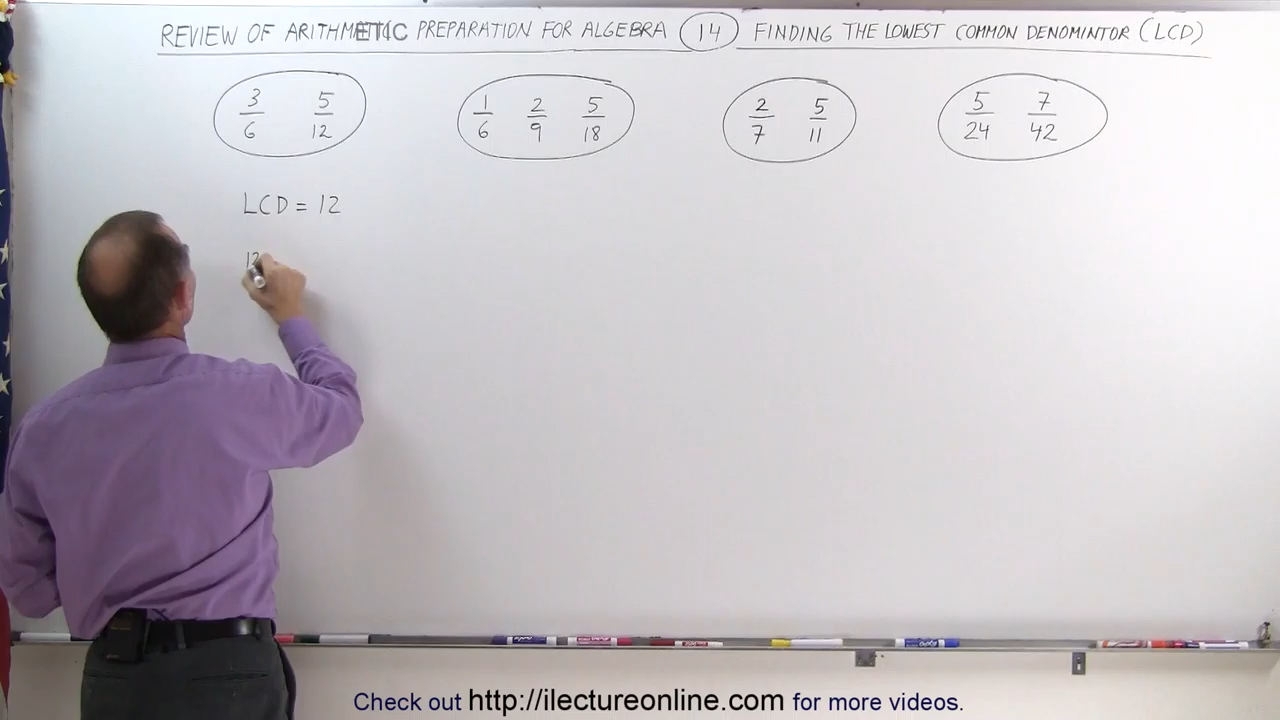 REVIEW OF ARITHMETIC PREPARATION FOR ALGEBRA 14 FINDING THE LOWEST COMMON DENOMINTOR (LCD)
3/6 5/12 1/6 2/9 5/18 2/7 5/11 5/24 7/42
LCD = 12
12
Check out http://ilectureonline.com for more videos.